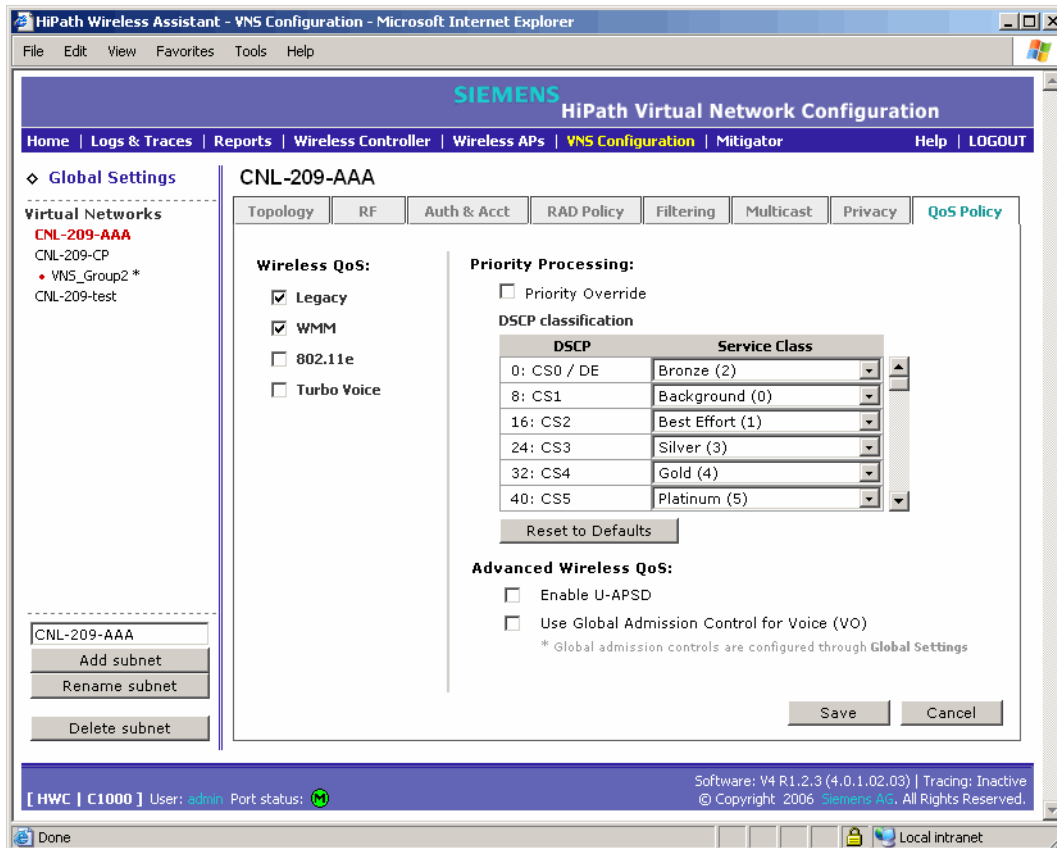 HiPath Wireless Assistant - VNS Configuration - Microsoft Internet Explorer
File Edit View Favorites Tools Help
SIEMENS
HiPath Virtual Network Configuration
Home | Logs & Traces | Reports | Wireless Controller | Wireless APs | VNS Configuration | Mitigator Help | LOGOUT
Global Settings
Virtual Networks
CNL-209-AAA
CNL-209-CP
• VNS_Group2 *
CNL-209-test
CNL-209-AAA
Add subnet
Rename subnet
Delete subnet
CNL-209-AAA
Topology RF Auth & Acct RAD Policy Filtering Multicast Privacy QoS Policy
Wireless QoS:
Legacy
WMM
802.11e
Turbo Voice
Priority Processing:
Priority Override
DSCP classification
DSCP Service Class
0: CS0 / DE Bronze (2)
8: CS1 Background (0)
16: CS2 Best Effort (1)
24: CS3 Silver (3)
32: CS4 Gold (4)
40: CS5 Platinum (5)
Reset to Defaults
Advanced Wireless QoS:
Enable U-APSD
Use Global Admission Control for Voice (VO)
* Global admission controls are configured through Global Settings
Save Cancel
[ HWC | C1000 ] User: admin Port status: M
Software: V4 R1.2.3 (4.0.1.02.03) | Tracing: Inactive
© Copyright 2006 Siemens AG. All Rights Reserved.
Done Local intranet